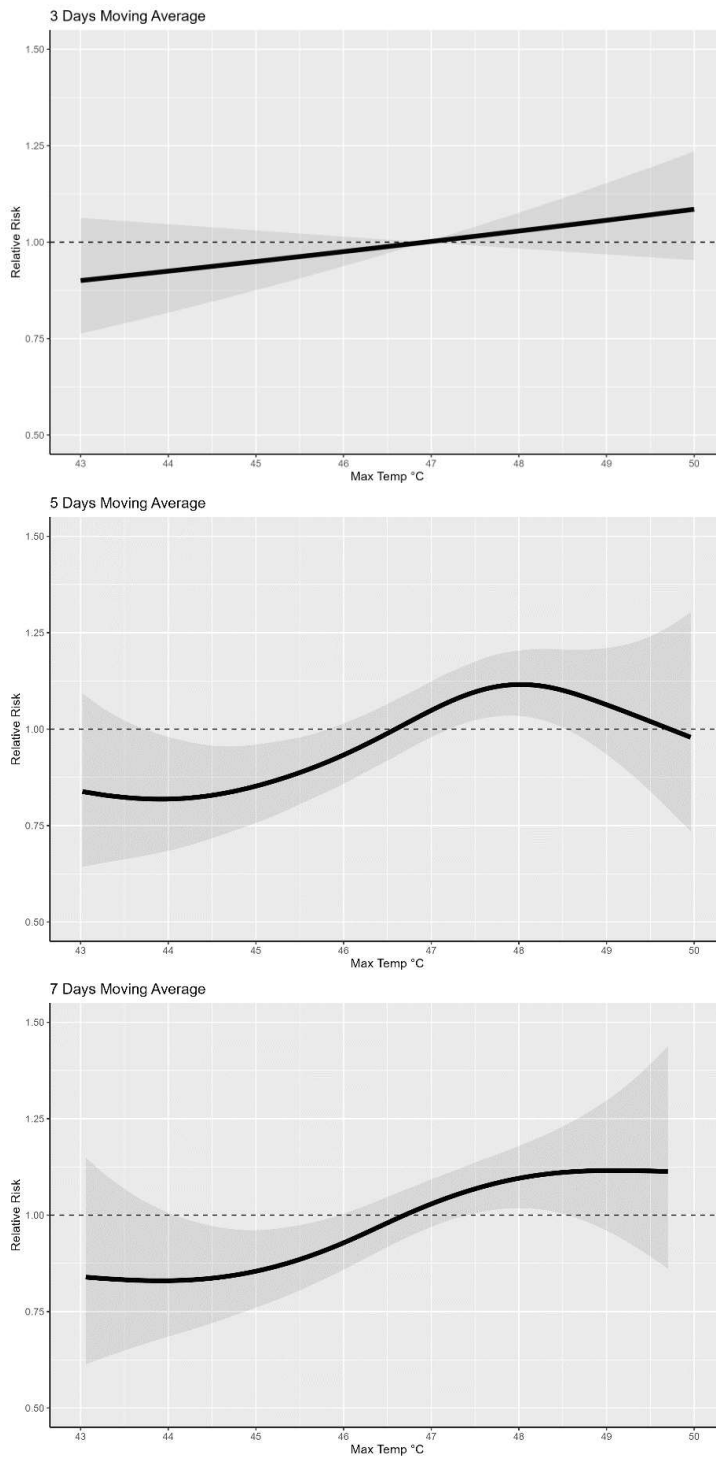 3 Days Moving Average
1.50
1.25
1.00
0.75
0.50
Relative Risk
43 44 45 46 47 48 49 50
Max Temp °C
5 Days Moving Average
1.50
1.25
1.00
0.75
0.50
Relative Risk
43 44 45 46 47 48 49 50
Max Temp °C
7 Days Moving Average
1.50
1.25
1.00
0.75
0.50
Relative Risk
43 44 45 46 47 48 49 50
Max Temp °C